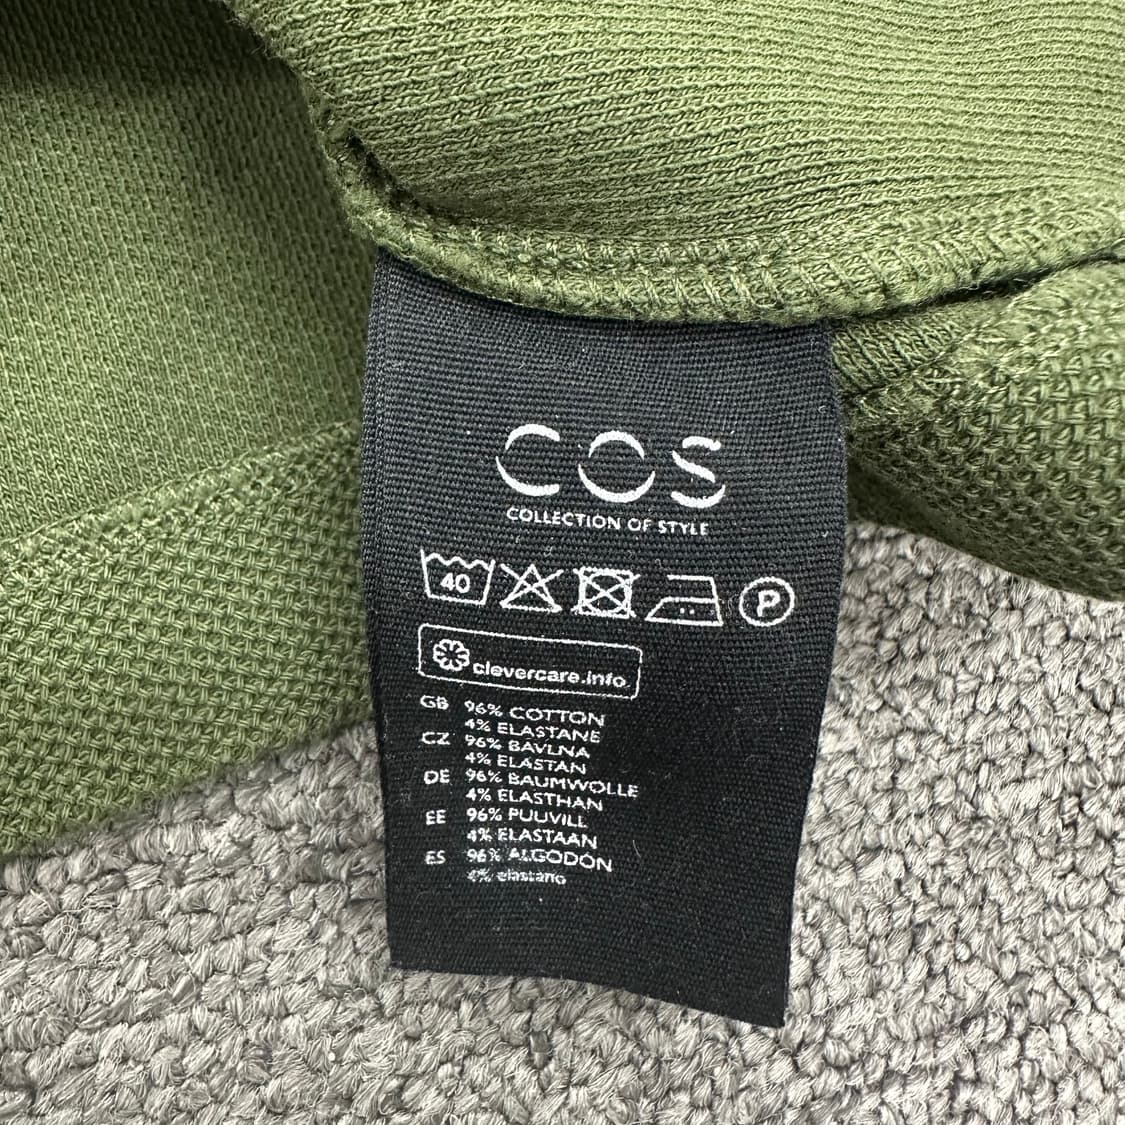 COS
COLLECTION OF STYLE
40 P
clevercare.info
GB 96% COTTON
4% ELASTANE
CZ 96% BAVLNA
4% ELASTAN
DE 96% BAUMWOLLE
4% ELASTHAN
EE 96% PUUVILL
4% ELASTAAN
ES 96% ALGODÓN
4% elastano